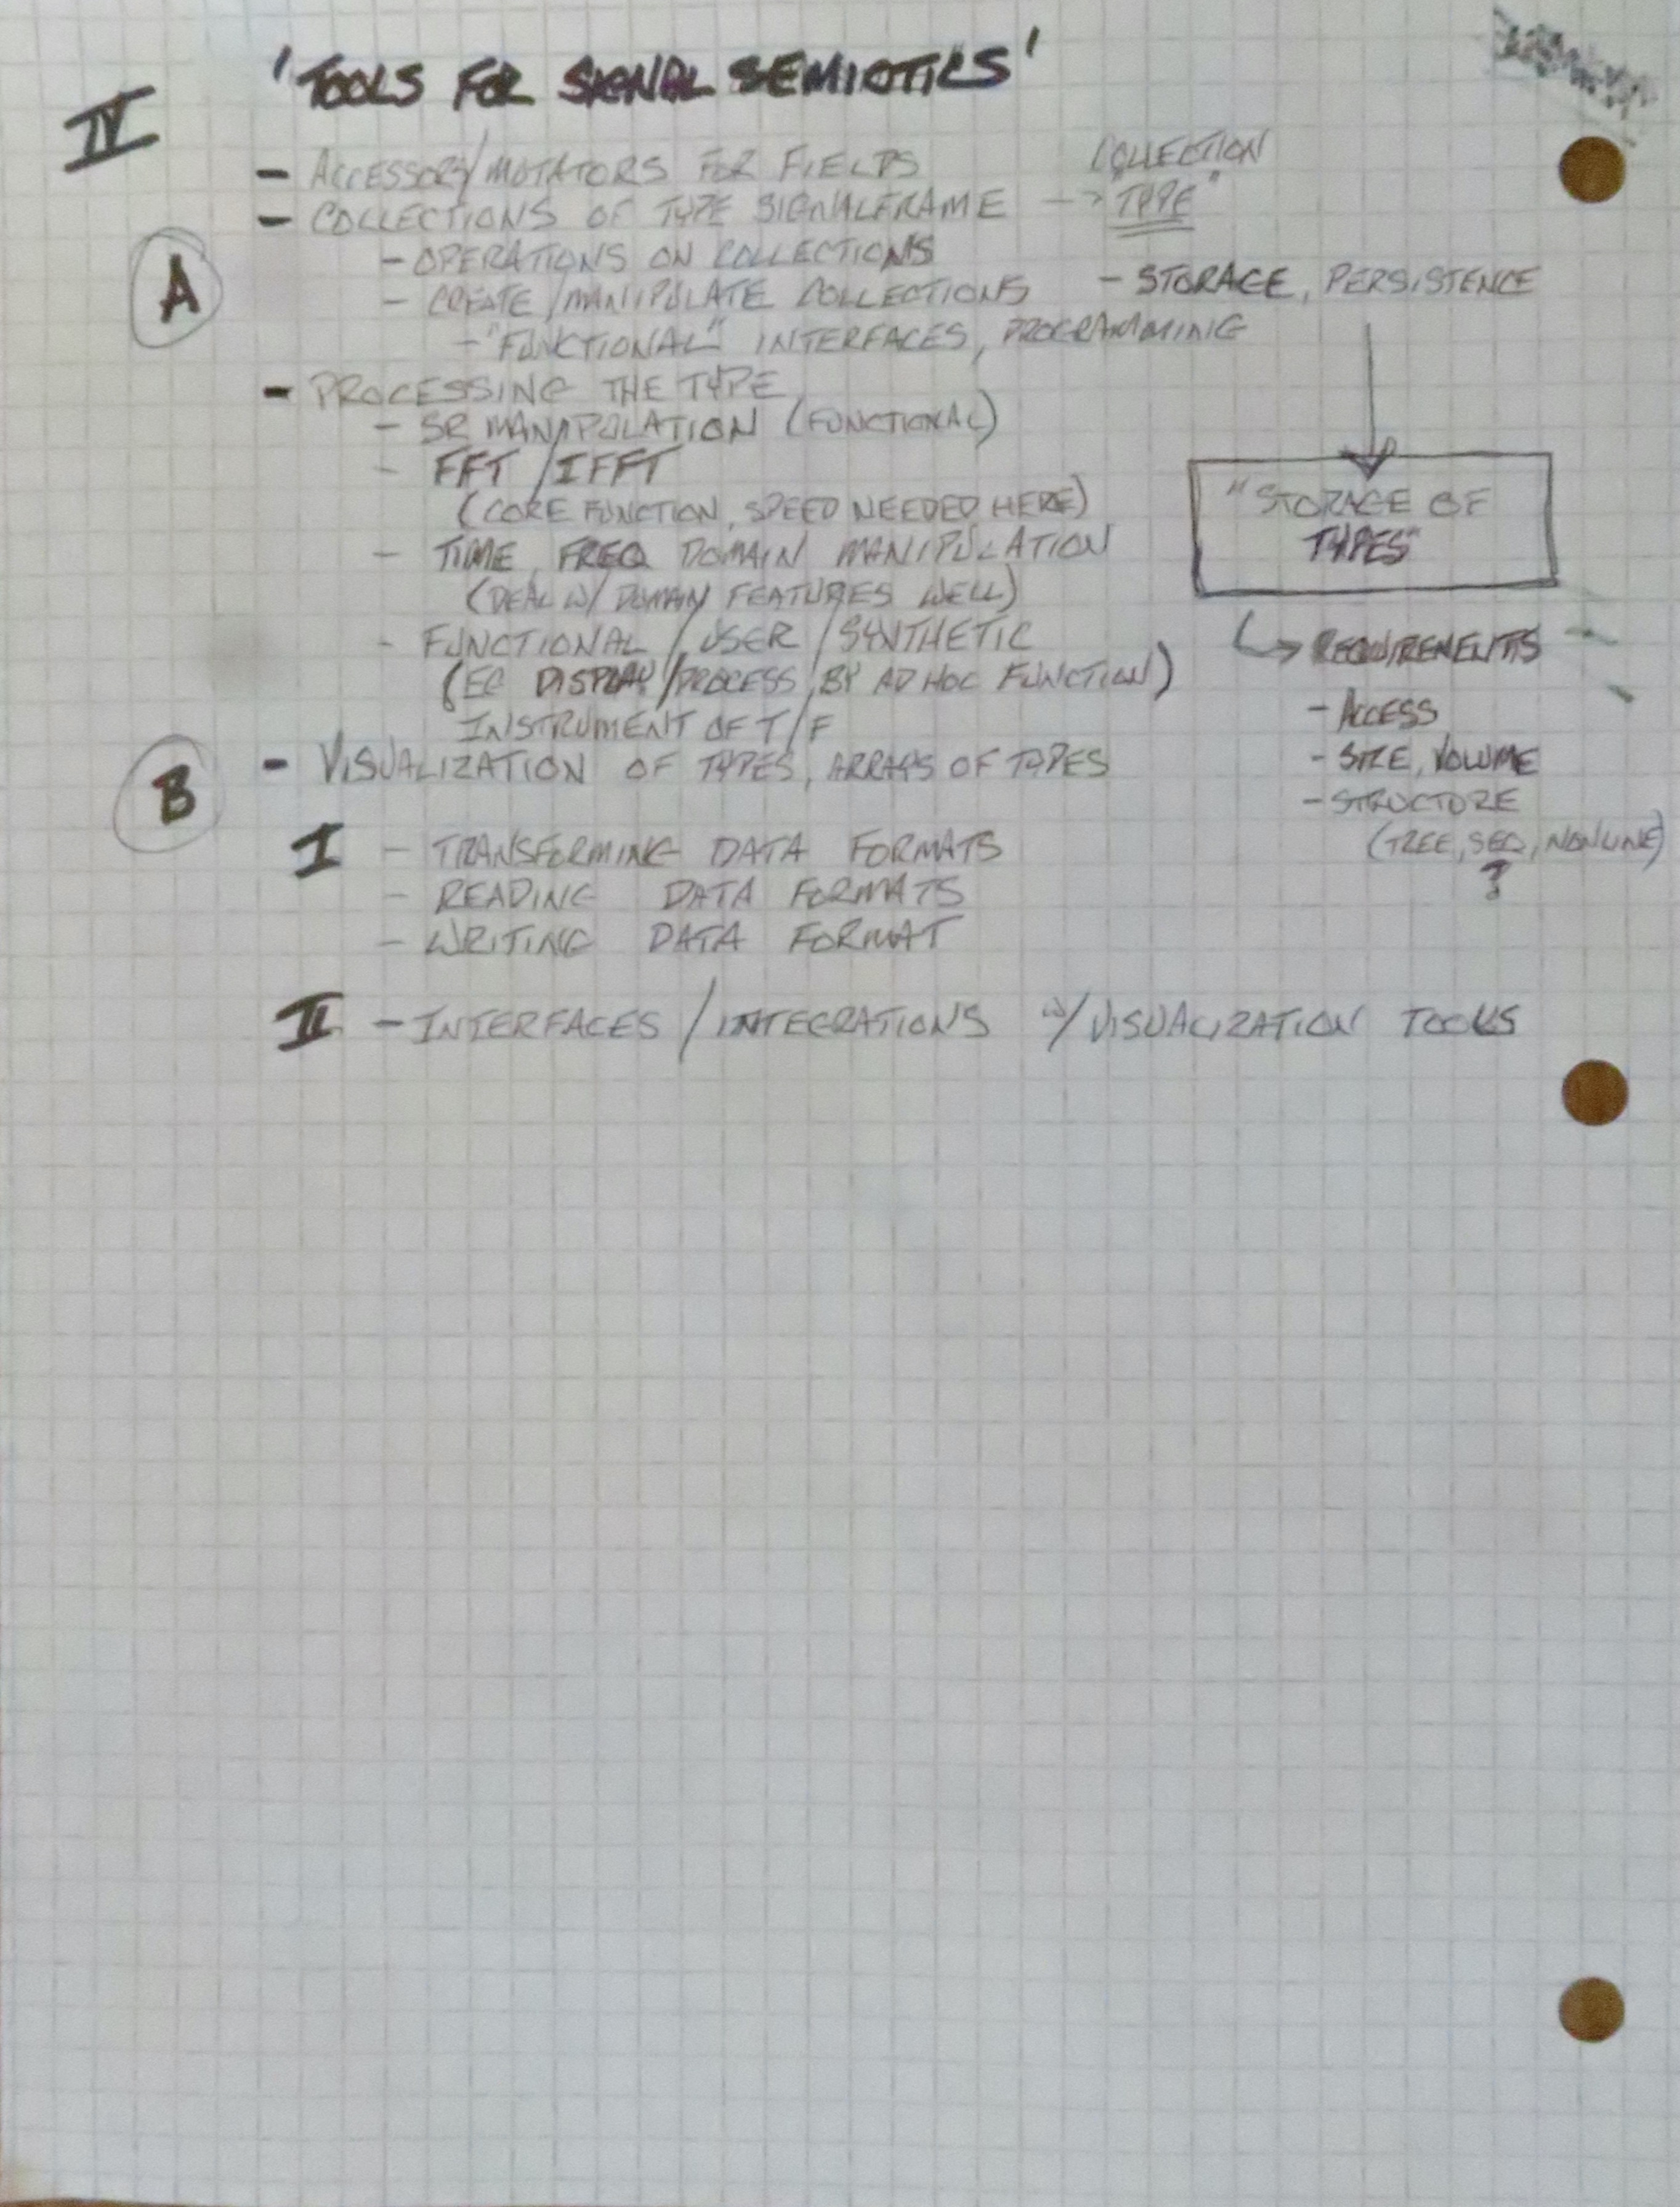 IV
'TOOLS FOR SIGNAL SEMIOTICS'
- ACCESSORY/MUTATORS FOR FIELDS
- COLLECTIONS OF TYPE SIGNALFRAME -> COLLECTION "TYPE"
A
- OPERATIONS ON COLLECTIONS
- CREATE/MANIPULATE COLLECTIONS - STORAGE, PERSISTENCE
- "FUNCTIONAL" INTERFACES, PROGRAMMING
- PROCESSING THE TYPE
- SR MANIPULATION (FUNCTIONAL)
- FFT/IFFT
(CORE FUNCTION, SPEED NEEDED HERE)
- TIME, FREQ DOMAIN MANIPULATION
(DEAL W/ DOMAIN FEATURES WELL)
- FUNCTIONAL/USER/SYNTHETIC
(EG DISPLAY/PROCESS BY AD HOC FUNCTION)
INSTRUMENT OF T/F
B
- VISUALIZATION OF TYPES, ARRAYS OF TYPES
I - TRANSFORMING DATA FORMATS
- READING DATA FORMATS
- WRITING DATA FORMAT
II - INTERFACES/INTEGRATIONS W/VISUALIZATION TOOLS
"STORAGE OF
TYPES"
REQUIREMENTS
- ACCESS
- SIZE, VOLUME
- STRUCTURE
(TREE, SEQ, NONLINE)
?